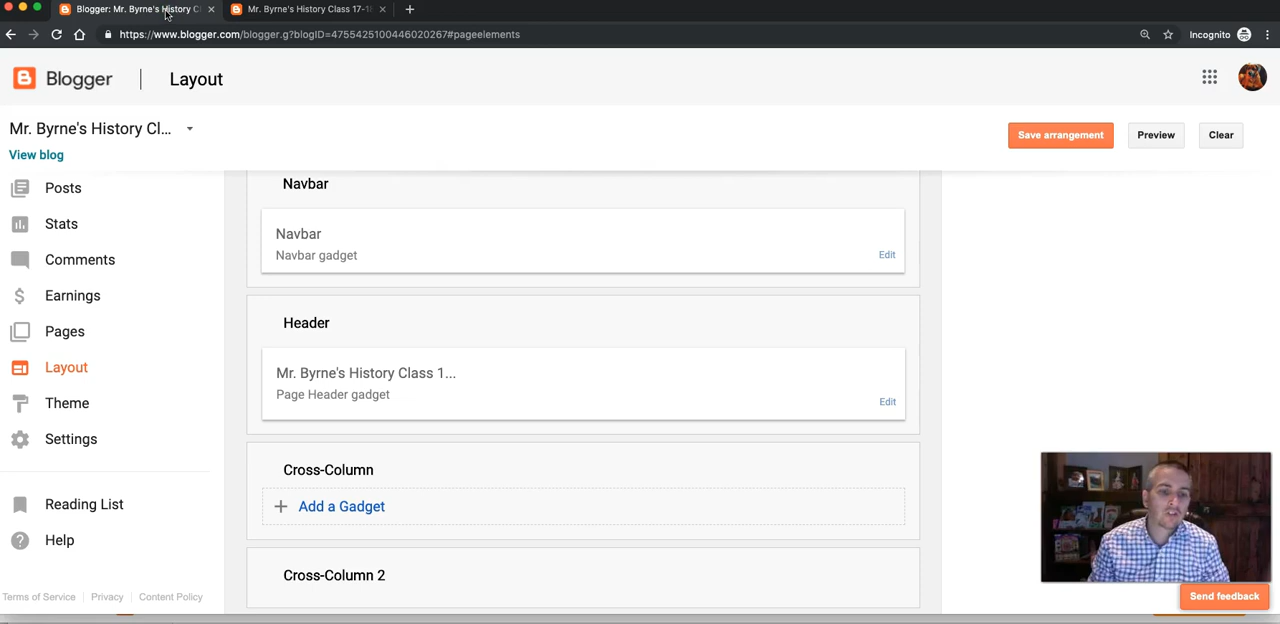 Blogger: Mr. Byrne's History Cl
Mr. Byrne's History Class 17-1
https://www.blogger.com/blogger.g?blogID=4755425100446020267#pageelements
Incognito
Blogger
Layout
Mr. Byrne's History Cl...
View blog
Save arrangement
Preview
Clear
Posts
Stats
Comments
Earnings
Pages
Layout
Theme
Settings
Reading List
Help
Terms of Service
Privacy
Content Policy
Navbar
Navbar
Navbar gadget
Edit
Header
Mr. Byrne's History Class 1...
Page Header gadget
Edit
Cross-Column
+ Add a Gadget
Cross-Column 2
Send feedback